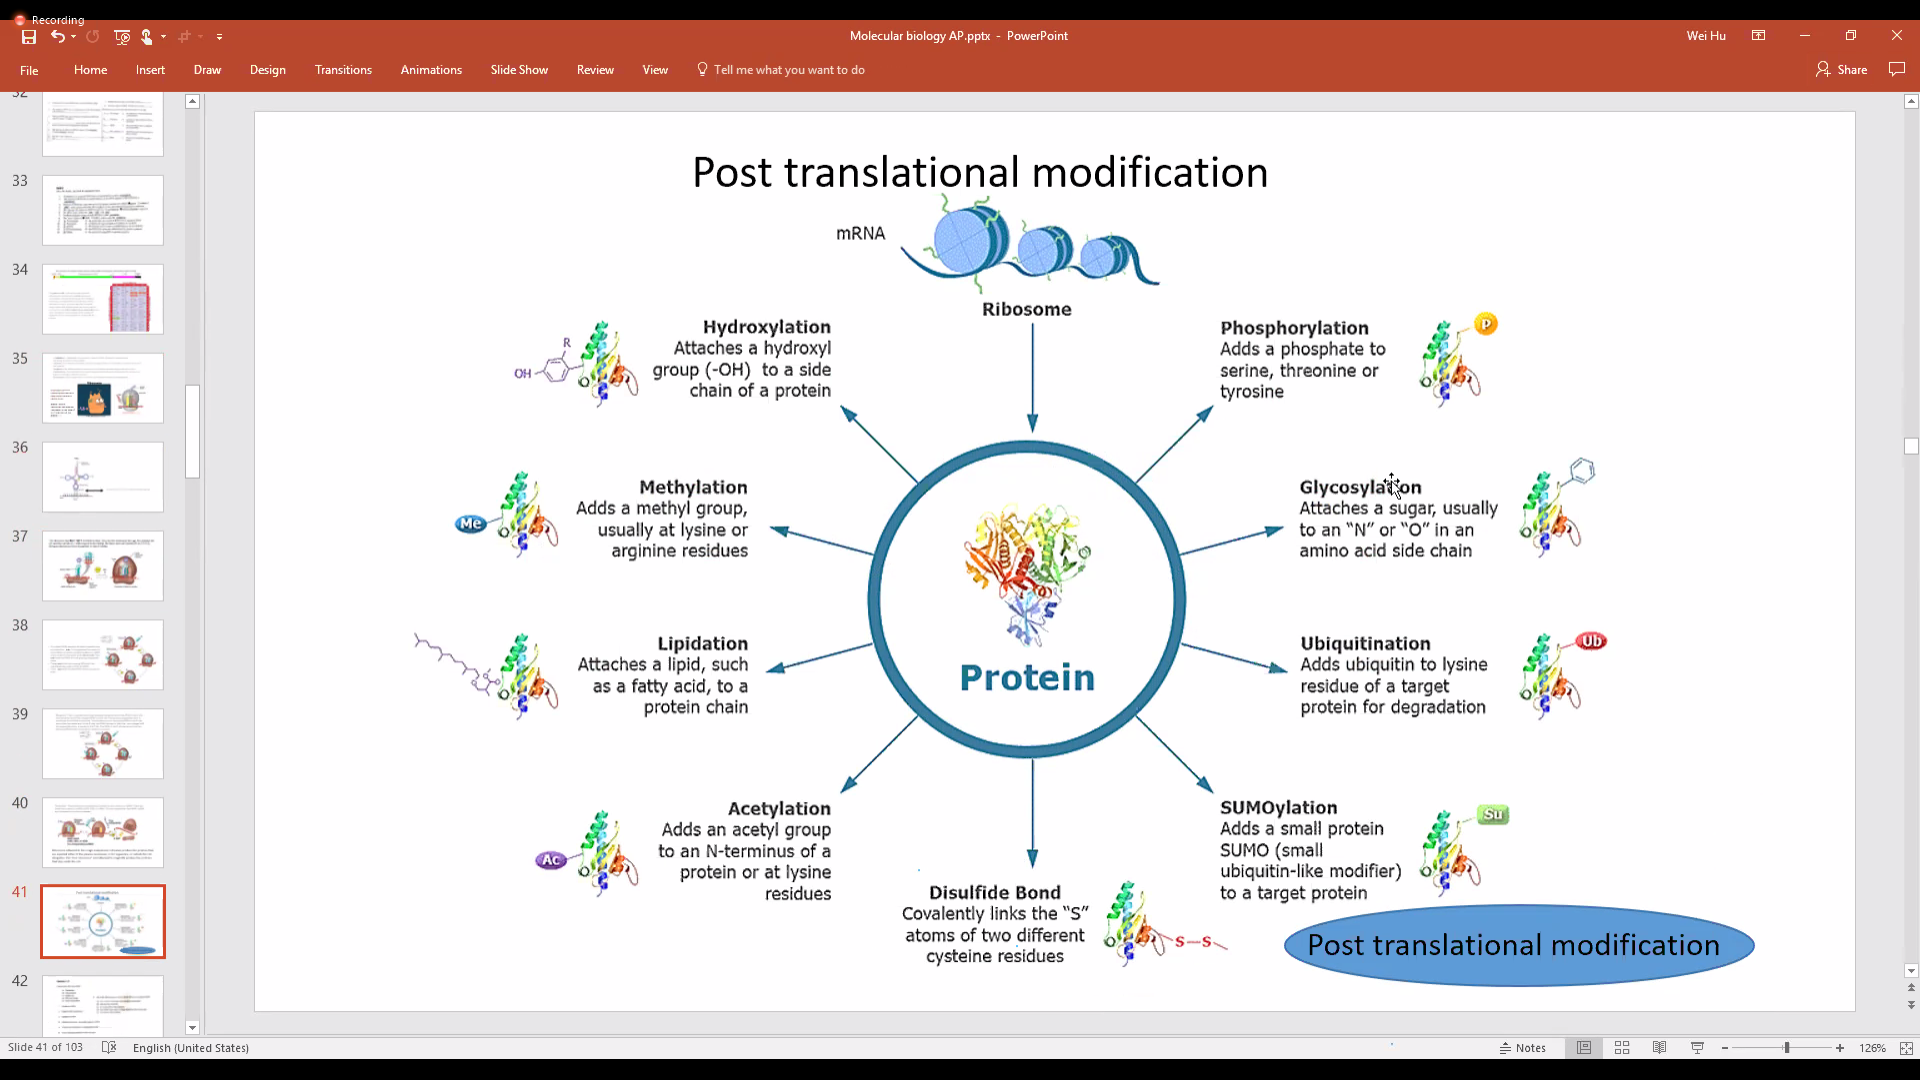 Recording
Molecular biology AP.pptx - PowerPoint
Wei Hu
File Home Insert Draw Design Transitions Animations Slide Show Review View Tell me what you want to do Share
32
33
34
35
36
37
38
39
40
41
42
Post translational modification
mRNA
Ribosome
Hydroxylation
Attaches a hydroxyl
group (-OH) to a side
chain of a protein
R
OH
Phosphorylation
Adds a phosphate to
serine, threonine or
tyrosine
P
Methylation
Adds a methyl group,
usually at lysine or
arginine residues
Me
Glycosylation
Attaches a sugar, usually
to an “N” or “O” in an
amino acid side chain
Lipidation
Attaches a lipid, such
as a fatty acid, to a
protein chain
Protein
Ubiquitination
Adds ubiquitin to lysine
residue of a target
protein for degradation
Ub
Acetylation
Adds an acetyl group
to an N-terminus of a
protein or at lysine
residues
Ac
Disulfide Bond
Covalently links the “S”
atoms of two different
cysteine residues
S–S
SUMOylation
Adds a small protein
SUMO (small
ubiquitin-like modifier)
to a target protein
Su
Post translational modification
Slide 41 of 103 English (United States) Notes 126%